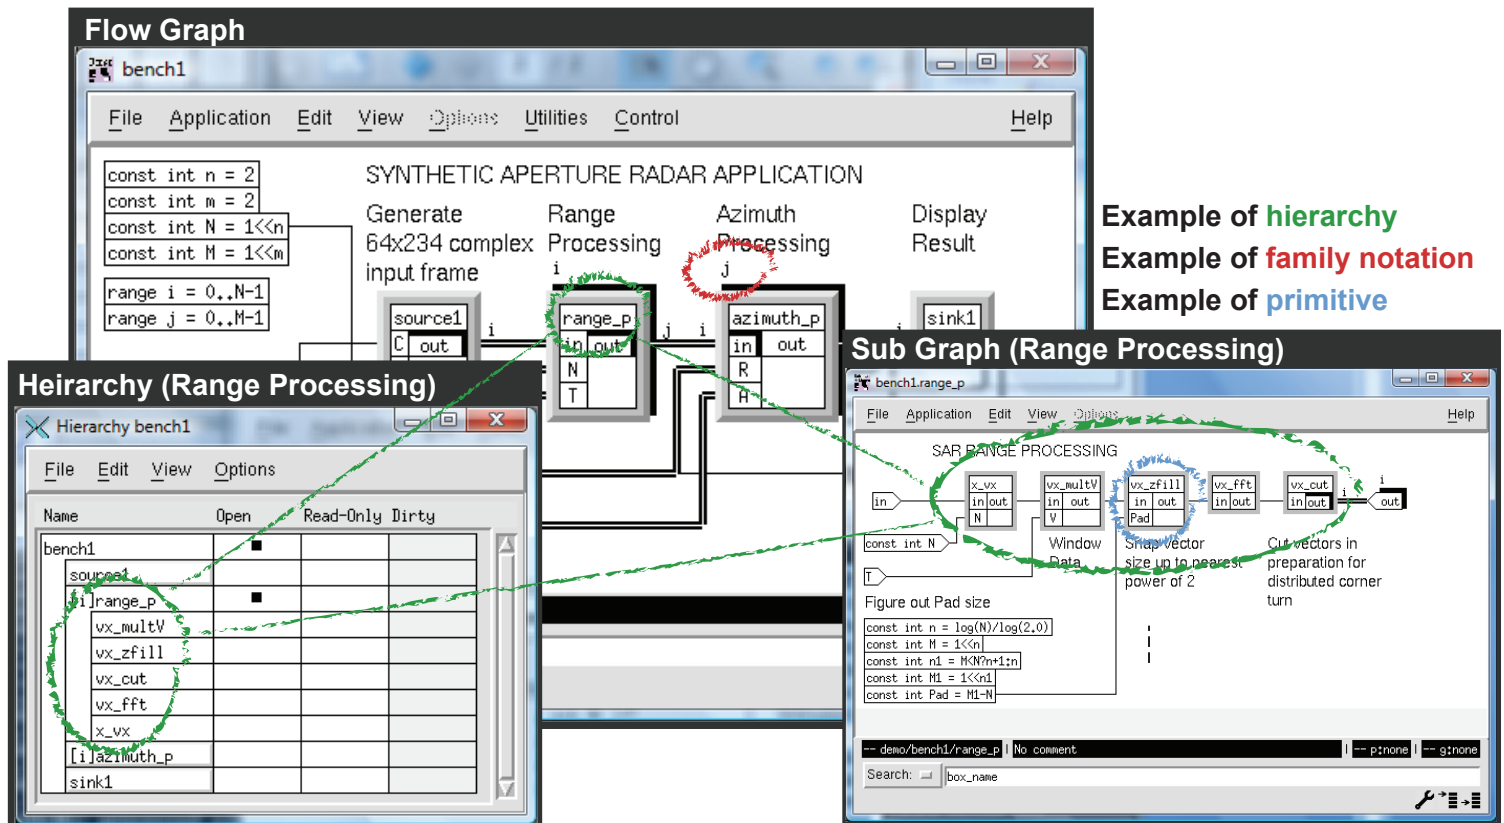 Flow Graph
bench1
File Application Edit View Options Utilities Control Help
const int n = 2
const int m = 2
const int N = 1<<n
const int M = 1<<m
range i = 0..N-1
range j = 0..M-1
SYNTHETIC APERTURE RADAR APPLICATION
Generate
64x234 complex
input frame
Range
Processing
Azimuth
Processing
Display
Result
i
j
source1
C out
i
range_p
in out
N
T
j
i
azimuth_p
in out
R
A
i
sink1
Example of hierarchy
Example of family notation
Example of primitive
Heirarchy (Range Processing)
Hierarchy bench1
File Edit View Options
Name Open Read-Only Dirty
bench1
source1
[i]range_p
vx_multV
vx_zfill
vx_cut
vx_fft
x_vx
[i]azimuth_p
sink1
Sub Graph (Range Processing)
bench1.range_p
File Application Edit View Options Help
SAR RANGE PROCESSING
in
x_vx
in out
N
vx_multV
in out
V
vx_zfill
in out
Pad
vx_fft
in out
vx_cut
in out
i
i
out
const int N
T
Window
Data
Snap vector
size up to nearest
power of 2
Cut vectors in
preparation for
distributed corner
turn
Figure out Pad size
const int n = log(N)/log(2.0)
const int M = 1<<n
const int n1 = M<N?n+1:n
const int M1 = 1<<n1
const int Pad = M1-N
-- demo/bench1/range_p | No comment | -- p:none | -- g:none
Search: box_name